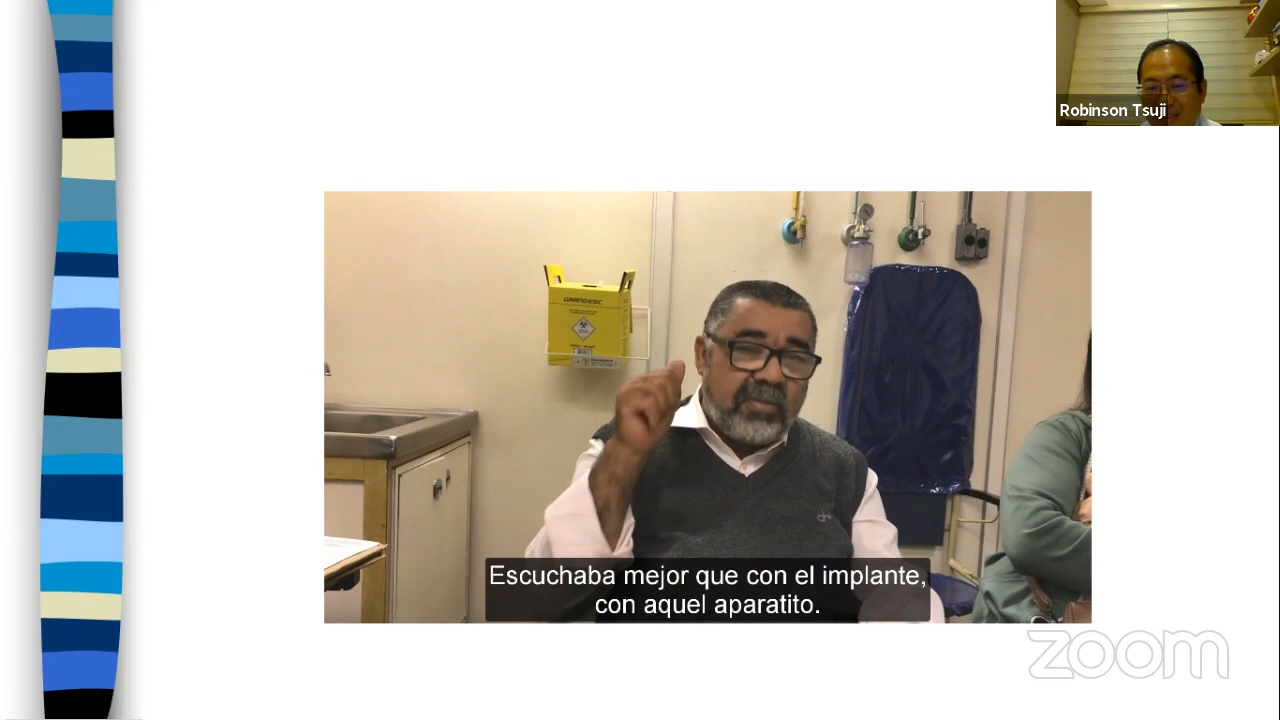 Robinson Tsuji
GRANDESC
Escuchaba mejor que con el implante,
con aquel aparatito.
zoom